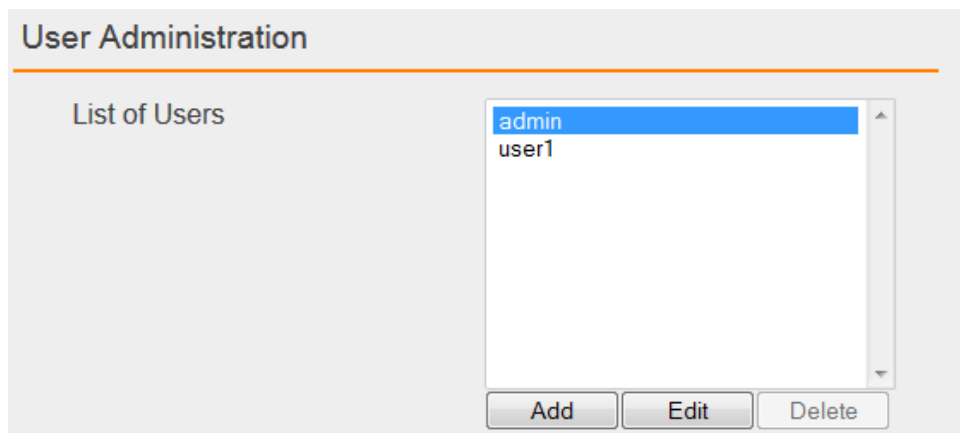 User Administration
List of Users
admin
user1
Add Edit Delete